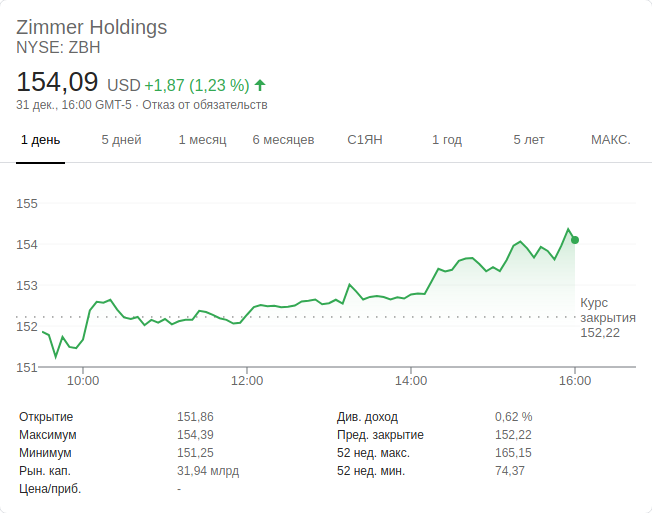 Zimmer Holdings
NYSE: ZBH
154,09 USD +1,87 (1,23 %)
31 дек., 16:00 GMT-5 · Отказ от обязательств
1 день 5 дней 1 месяц 6 месяцев С1ЯН 1 год 5 лет МАКС.
155
154
153
152
151
Курс
закрытия
152,22
10:00 12:00 14:00 16:00
Открытие 151,86 Див. доход 0,62 %
Максимум 154,39 Пред. закрытие 152,22
Минимум 151,25 52 нед. макс. 165,15
Рын. кап. 31,94 млрд 52 нед. мин. 74,37
Цена/приб. -